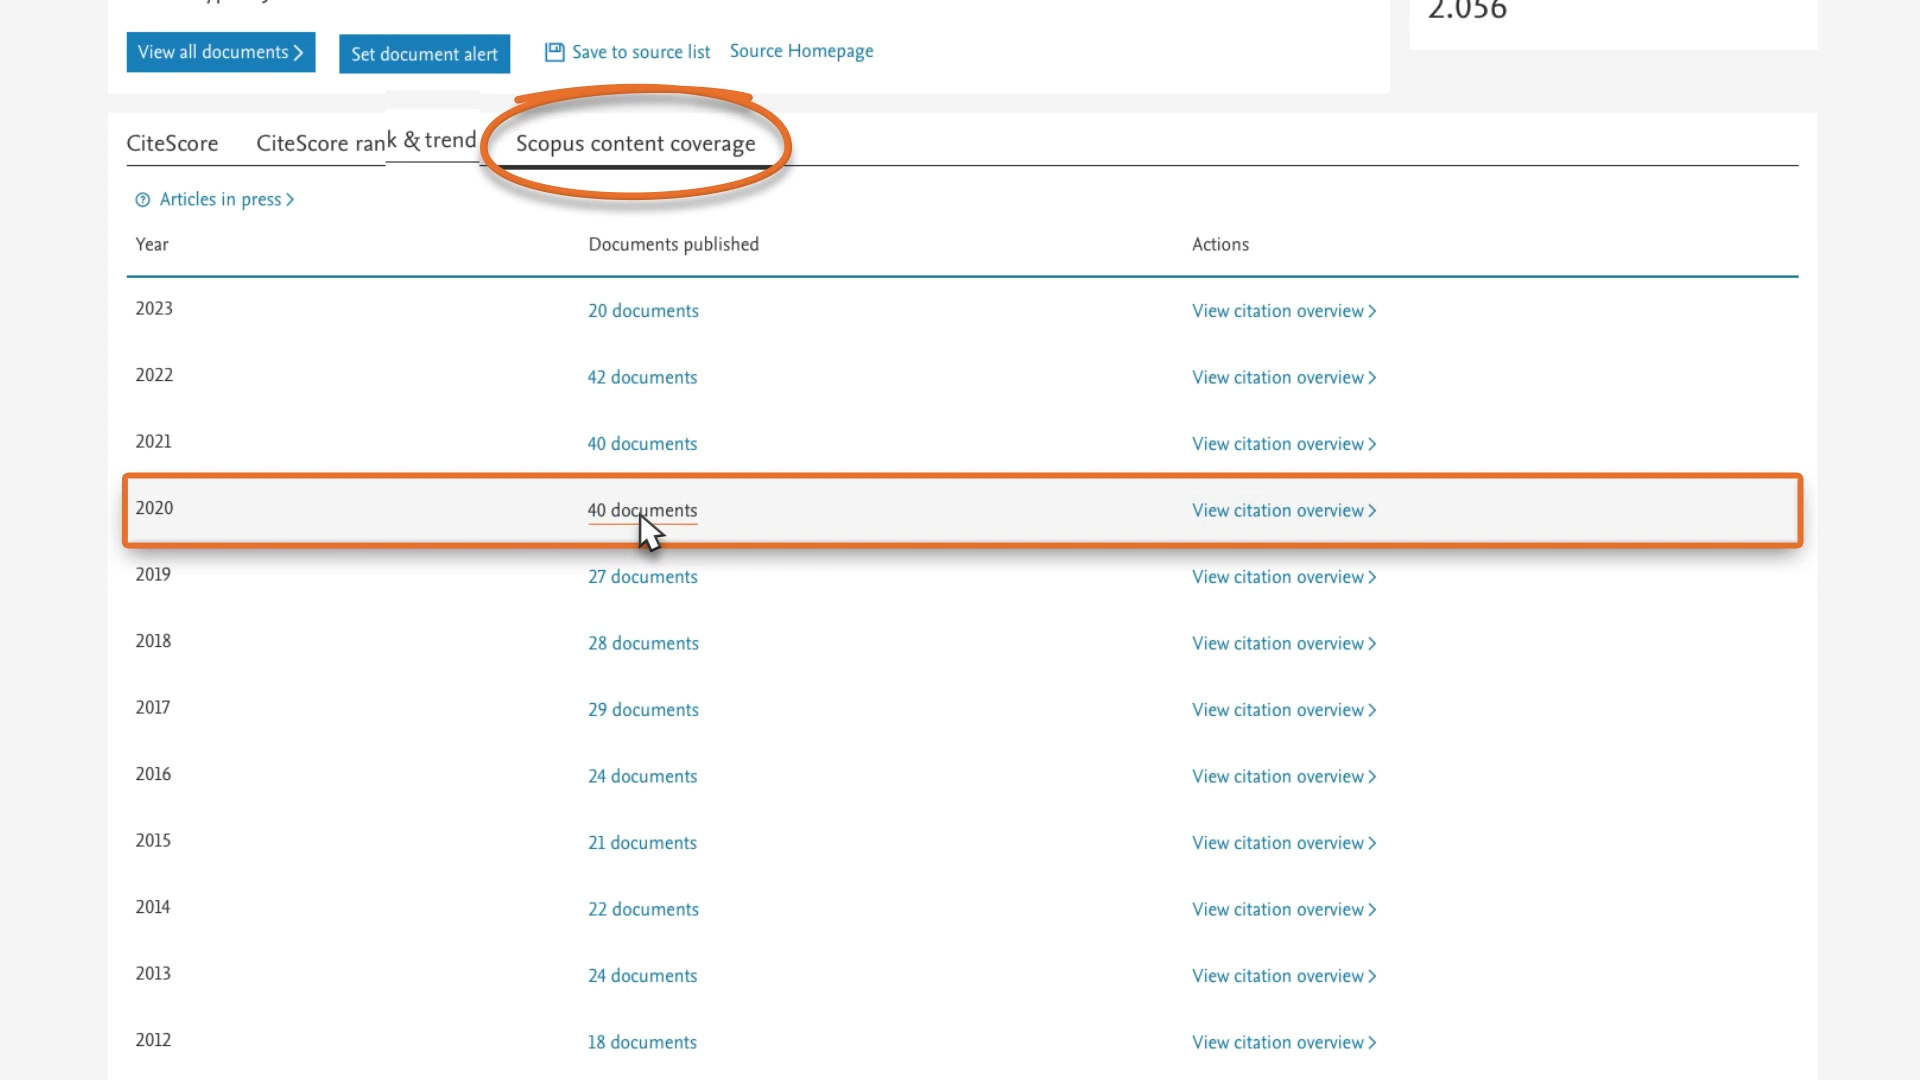 2.056
View all documents >
Set document alert
Save to source list
Source Homepage
CiteScore
CiteScore rank & trend
Scopus content coverage
Articles in press >
Year Documents published Actions
2023 20 documents View citation overview >
2022 42 documents View citation overview >
2021 40 documents View citation overview >
2020 40 documents View citation overview >
2019 27 documents View citation overview >
2018 28 documents View citation overview >
2017 29 documents View citation overview >
2016 24 documents View citation overview >
2015 21 documents View citation overview >
2014 22 documents View citation overview >
2013 24 documents View citation overview >
2012 18 documents View citation overview >